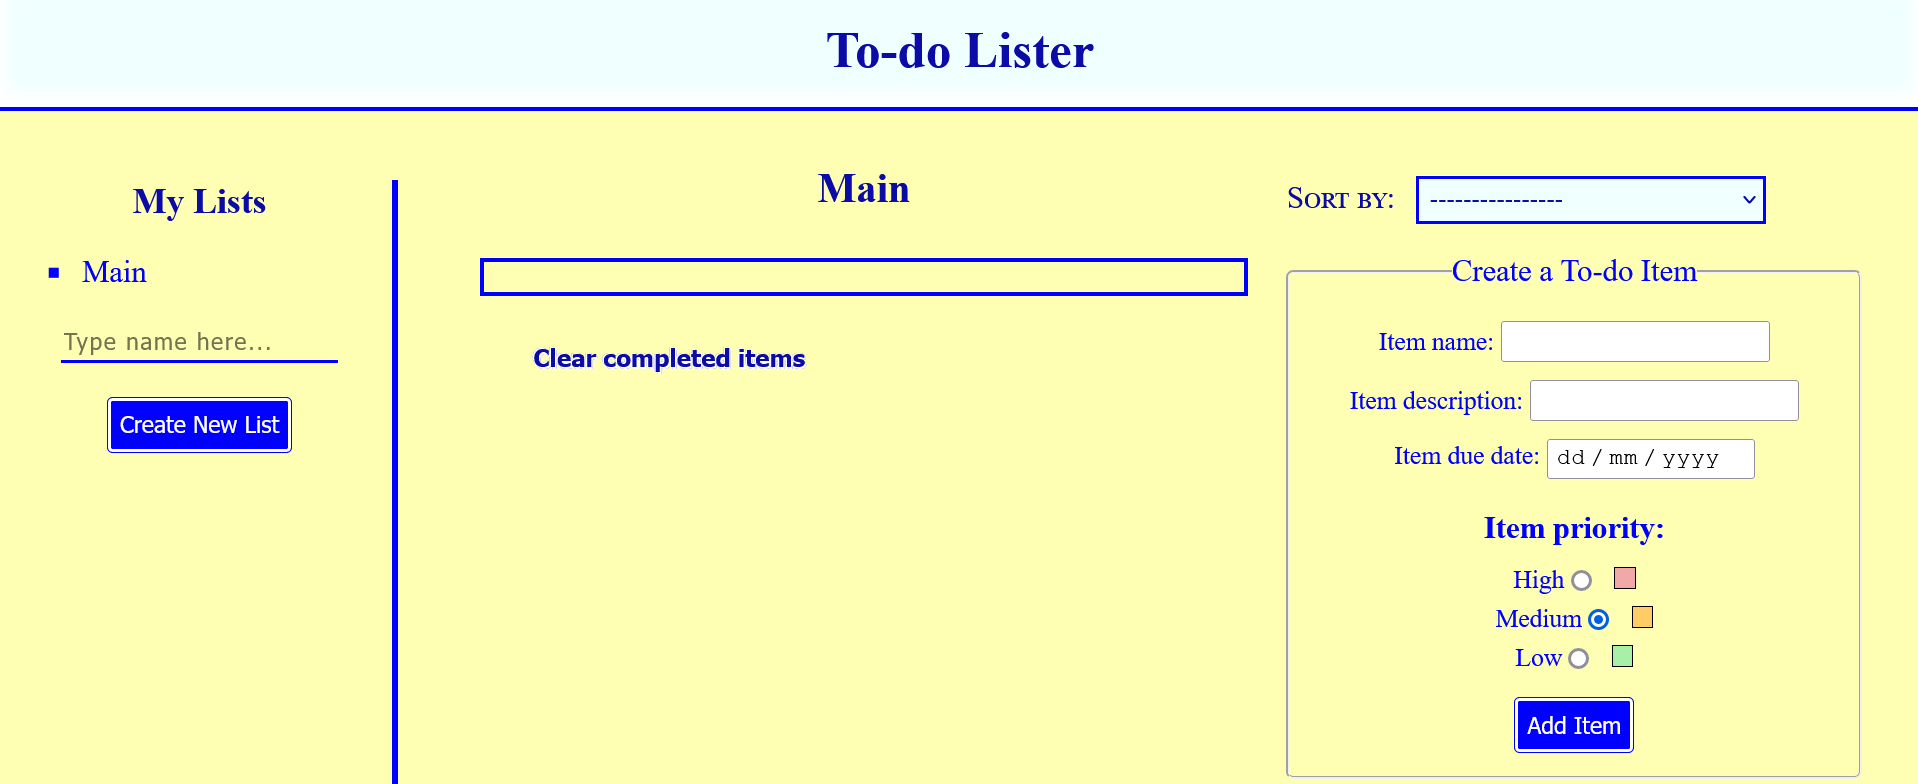 To-do Lister
My Lists
Main
Type name here...
Create New List
Main
Clear completed items
Sort by: ----------------
Create a To-do Item
Item name:
Item description:
Item due date: dd / mm / yyyy
Item priority:
High
Medium
Low
Add Item